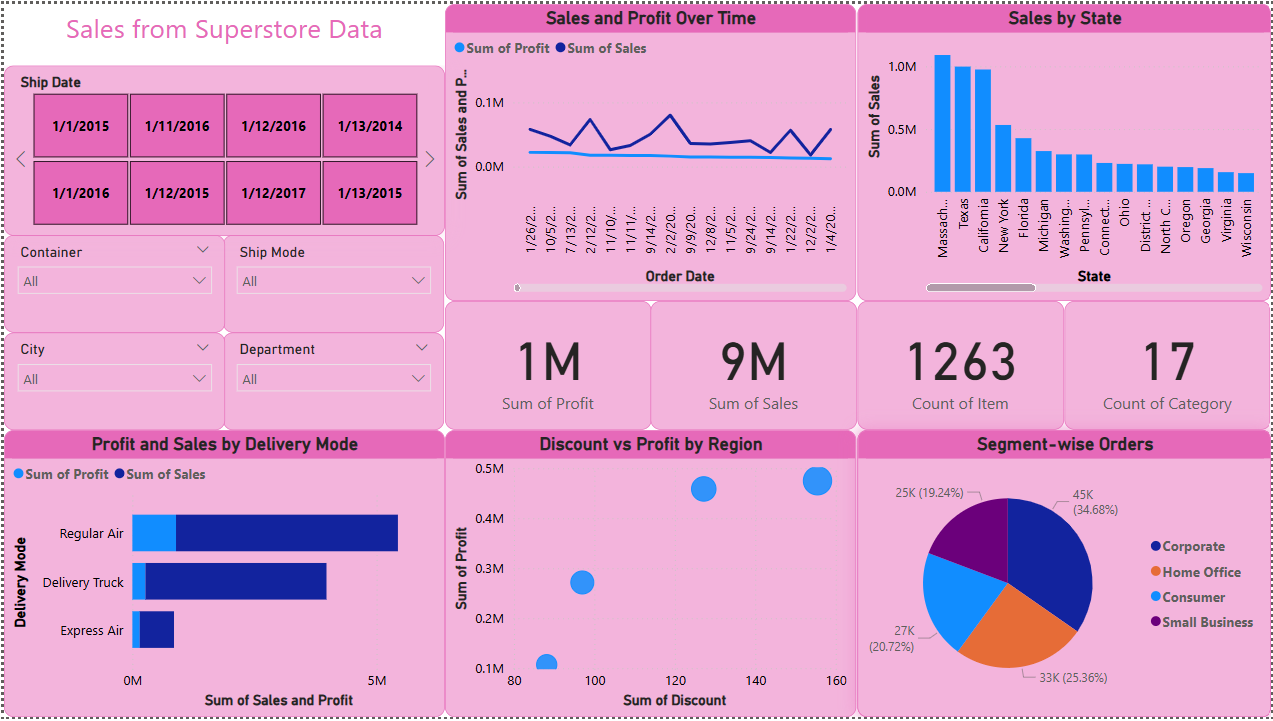 Sales from Superstore Data
Ship Date
1/1/2015
1/11/2016
1/12/2016
1/13/2014
1/1/2016
1/12/2015
1/12/2017
1/13/2015
Container
All
Ship Mode
All
City
All
Department
All
Sales and Profit Over Time
Sum of Profit
Sum of Sales
Sum of Sales and P...
0.1M
0.0M
1/26/2...
10/5/2...
7/13/2...
2/12/2...
11/10/...
11/11/...
9/14/2...
2/2/20...
9/9/20...
12/8/2...
11/5/2...
9/24/2...
9/14/2...
1/22/2...
12/2/2...
1/4/20...
Order Date
Sales by State
Sum of Sales
1.0M
0.5M
0.0M
Massach...
Texas
California
New York
Florida
Michigan
Washing...
Pennsyl...
Connect...
Ohio
District ...
North C...
Oregon
Georgia
Virginia
Wisconsin
State
1M
Sum of Profit
9M
Sum of Sales
1263
Count of Item
17
Count of Category
Profit and Sales by Delivery Mode
Sum of Profit
Sum of Sales
Delivery Mode
Regular Air
Delivery Truck
Express Air
0M
5M
Sum of Sales and Profit
Discount vs Profit by Region
Sum of Profit
0.5M
0.4M
0.3M
0.2M
0.1M
80
100
120
140
160
Sum of Discount
Segment-wise Orders
25K (19.24%)
45K
(34.68%)
27K
(20.72%)
33K (25.36%)
Corporate
Home Office
Consumer
Small Business